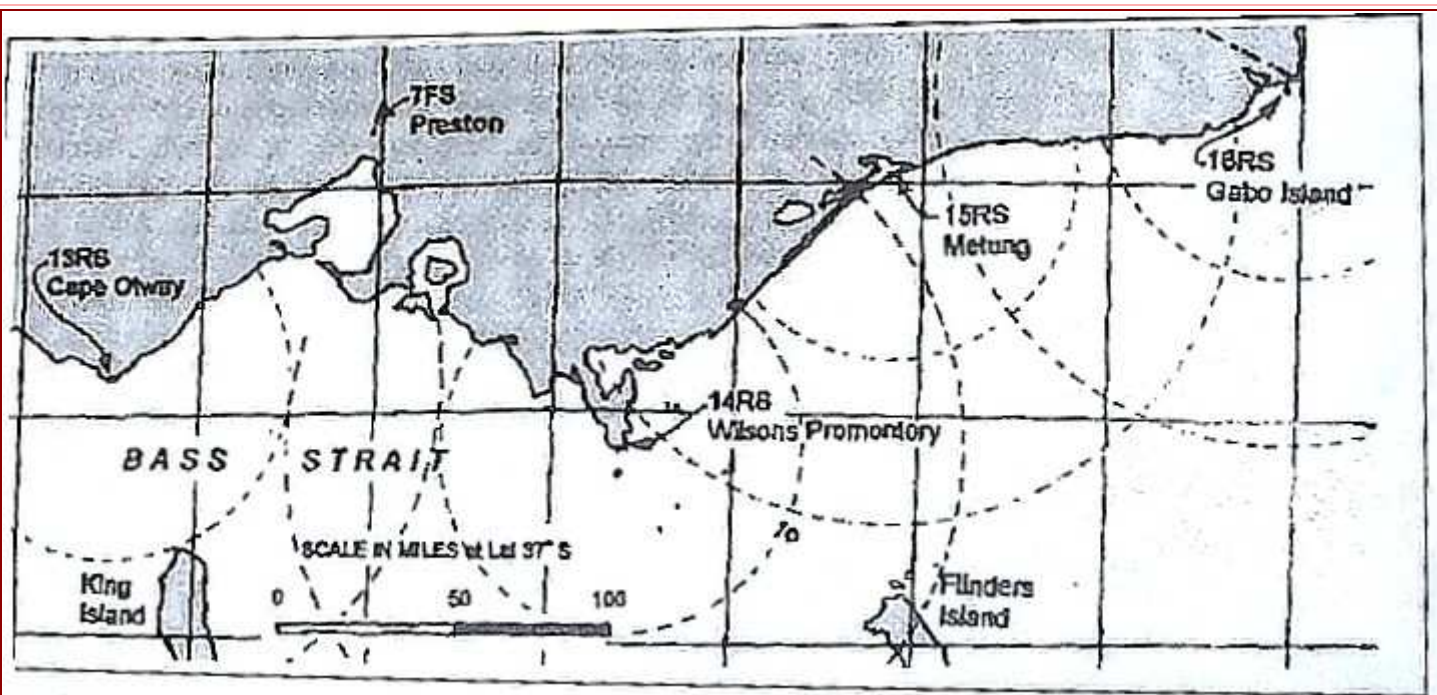 7FS
Preston
16RS
Gabo Island
15RS
Metung
13RS
Cape Otway
14RS
Wilsons Promontory
BASS STRAIT
SCALE IN MILES at Lat 37° S
0 50 100
King
Island
Flinders
Island